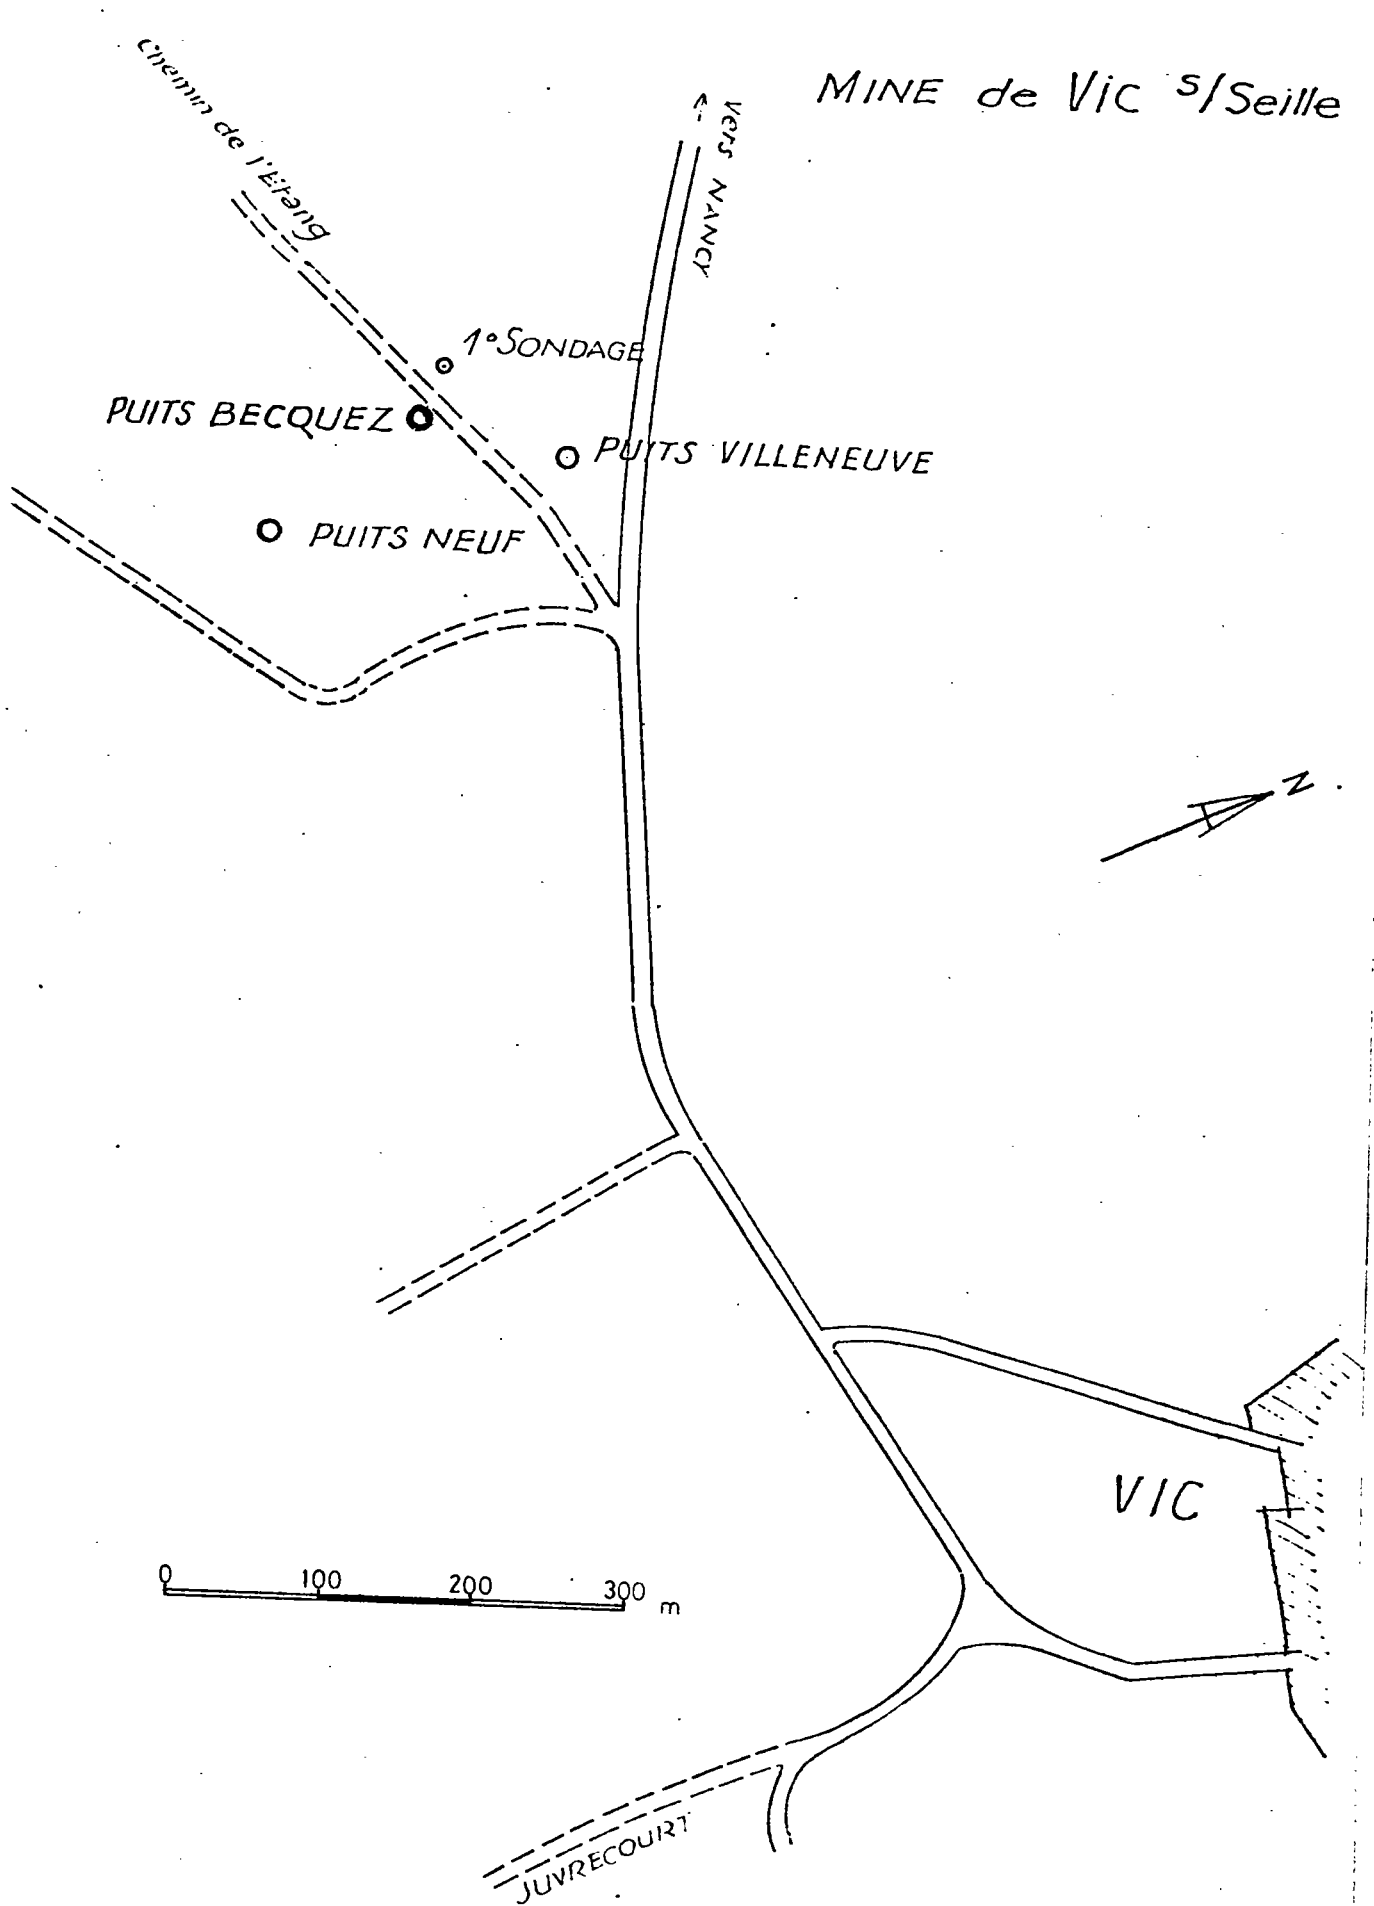 MINE de VIC S/Seille
Chemin de l'Etang
← Vers NANCY
1° SONDAGE
PUITS BECQUEZ
PUITS VILLENEUVE
PUITS NEUF
N
VIC
0 100 200 300 m
JUVRECOURT